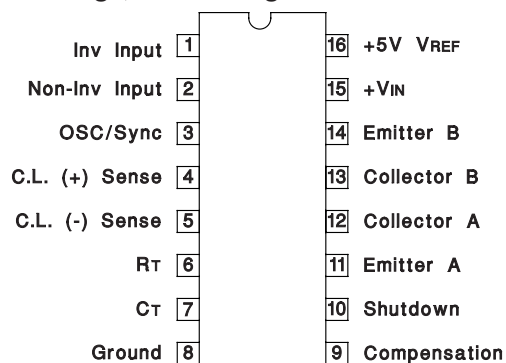 Inv Input 1 16 +5V VREF
Non-Inv Input 2 15 +VIN
OSC/Sync 3 14 Emitter B
C.L. (+) Sense 4 13 Collector B
C.L. (-) Sense 5 12 Collector A
RT 6 11 Emitter A
CT 7 10 Shutdown
Ground 8 9 Compensation